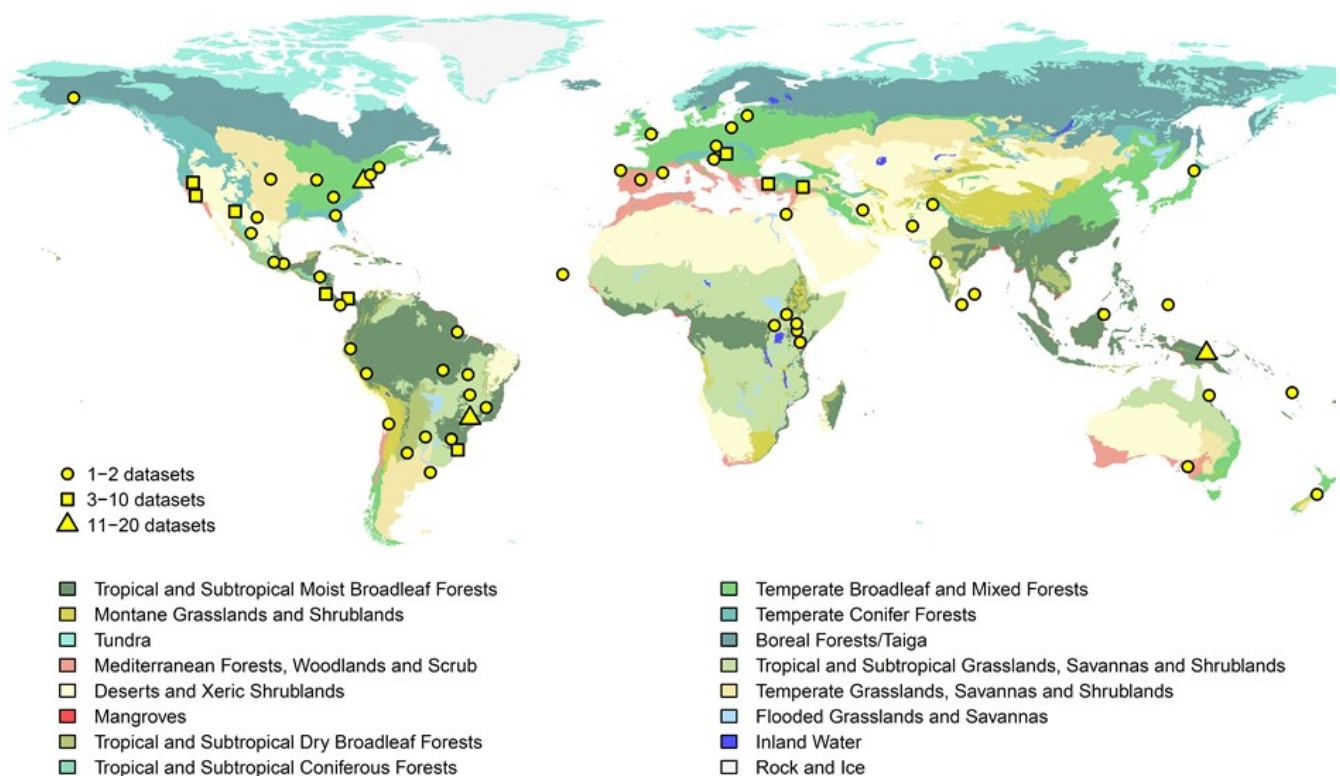 1−2 datasets
3−10 datasets
11−20 datasets
Tropical and Subtropical Moist Broadleaf Forests
Montane Grasslands and Shrublands
Tundra
Mediterranean Forests, Woodlands and Scrub
Deserts and Xeric Shrublands
Mangroves
Tropical and Subtropical Dry Broadleaf Forests
Tropical and Subtropical Coniferous Forests
Temperate Broadleaf and Mixed Forests
Temperate Conifer Forests
Boreal Forests/Taiga
Tropical and Subtropical Grasslands, Savannas and Shrublands
Temperate Grasslands, Savannas and Shrublands
Flooded Grasslands and Savannas
Inland Water
Rock and Ice